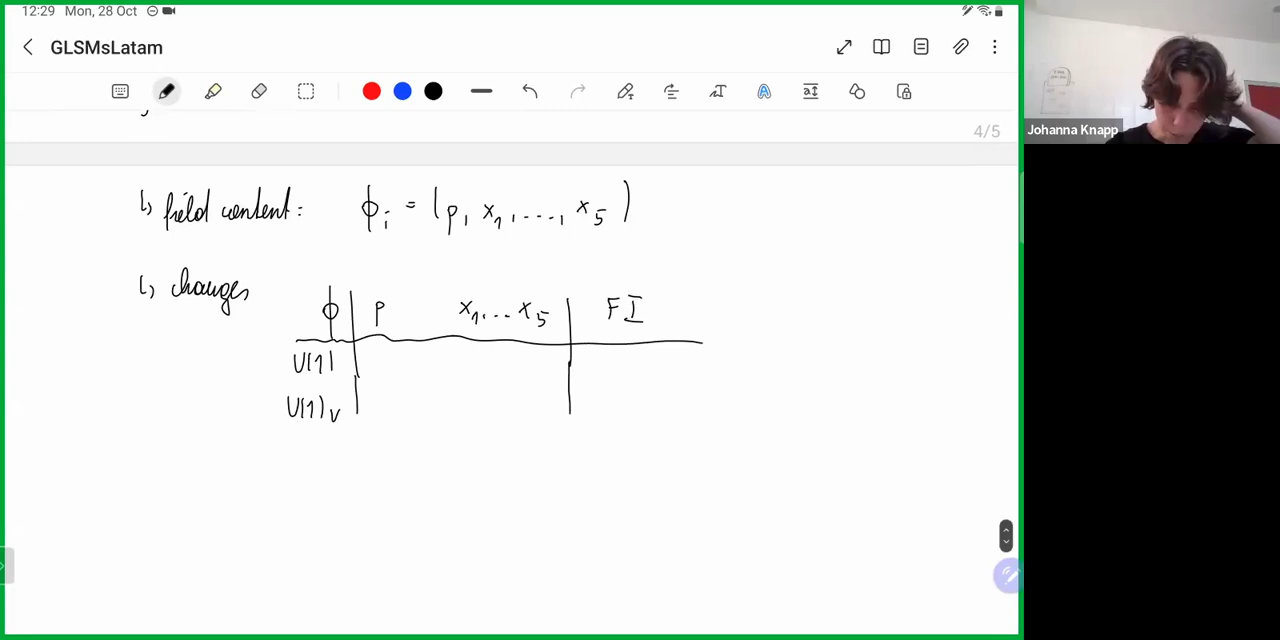 12:29 Mon, 28 Oct
GLSMsLatam
4/5
Johanna Knapp
↳ field content: ϕᵢ = (p, x₁, ..., x₅)
↳ charges
ϕ | p x₁ ... x₅ | FI
U(1)
U(1)ᵥ